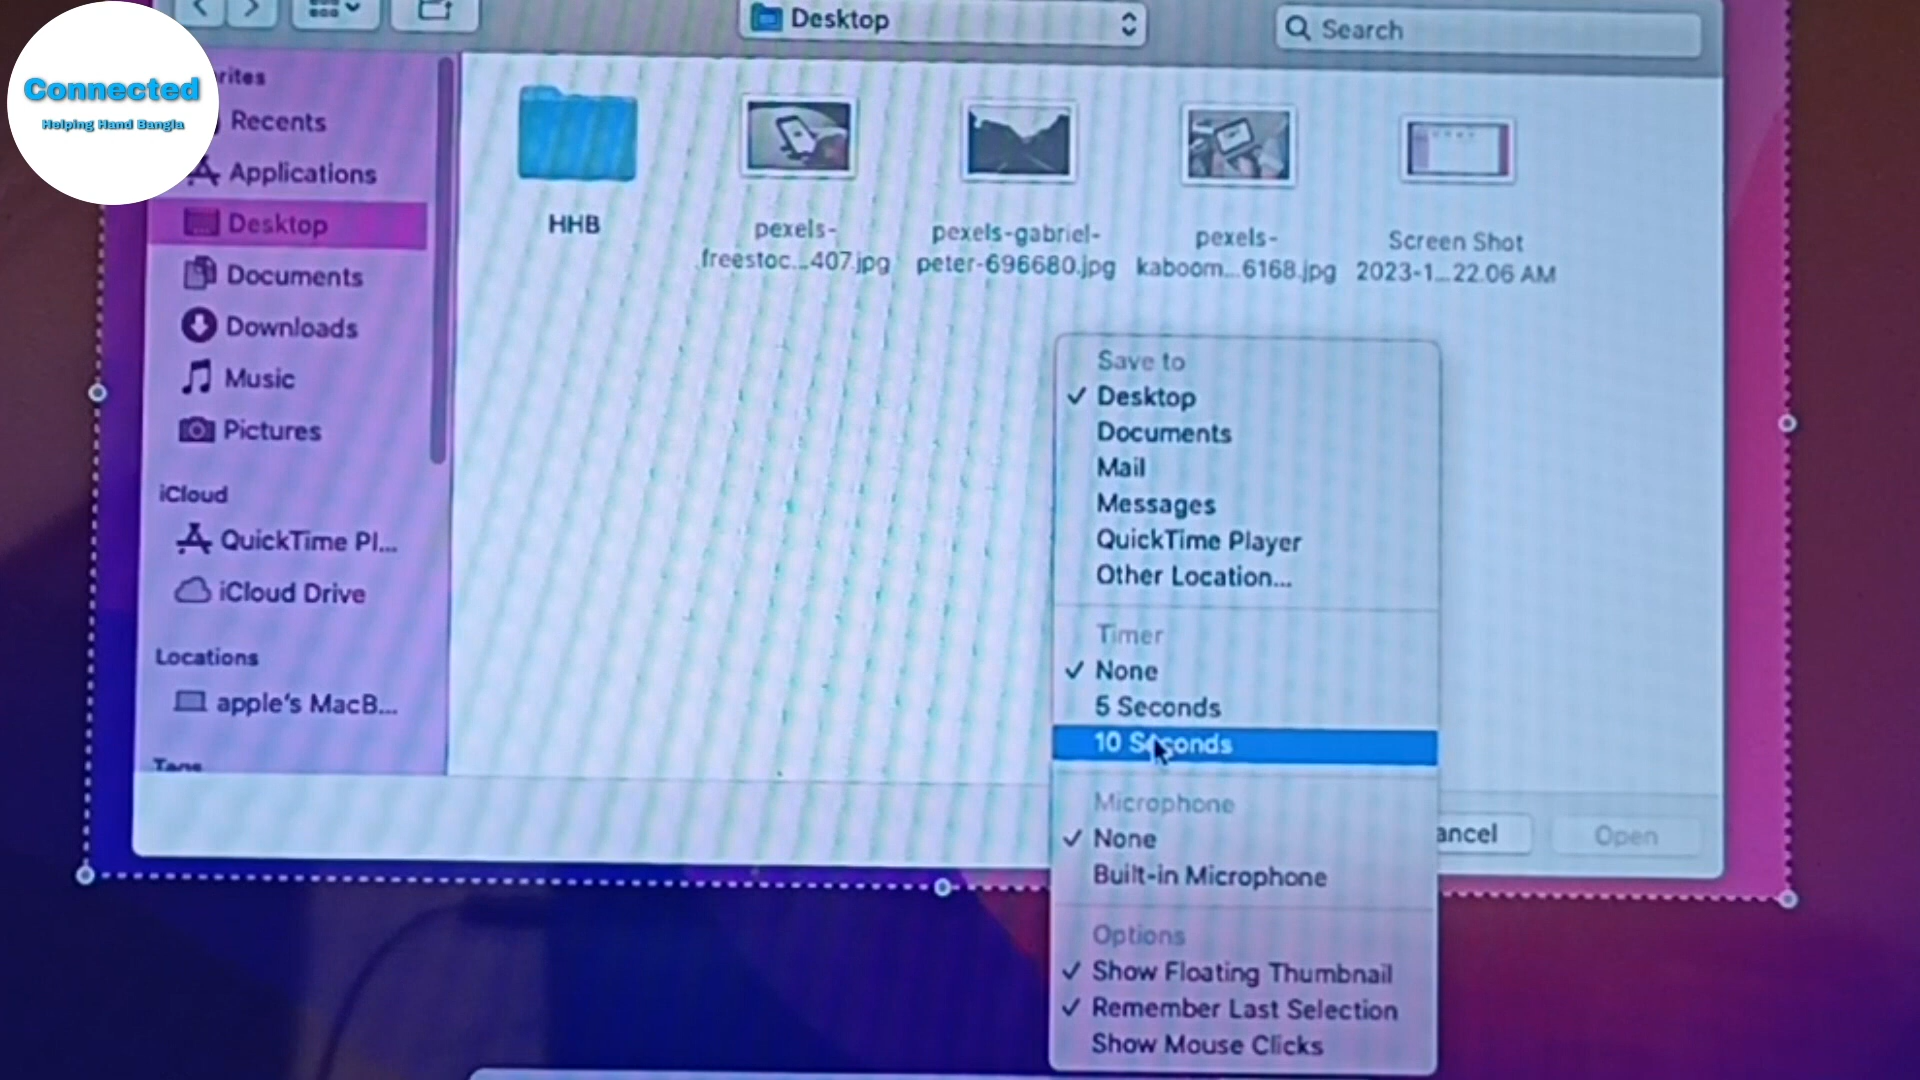 Connected
Helping Hand Bangla
Desktop
Search
rites
Recents
Applications
Desktop
Documents
Downloads
Music
Pictures
iCloud
QuickTime Pl...
iCloud Drive
Locations
apple's MacB...
Tags
HHB
pexels-
freestoc...407.jpg
pexels-gabriel-
peter-696680.jpg
pexels-
kaboom...6168.jpg
Screen Shot
2023-1...22.06 AM
Save to
✓ Desktop
Documents
Mail
Messages
QuickTime Player
Other Location...
Timer
✓ None
5 Seconds
10 Seconds
Microphone
✓ None
Built-in Microphone
Options
✓ Show Floating Thumbnail
✓ Remember Last Selection
Show Mouse Clicks
ancel
Open